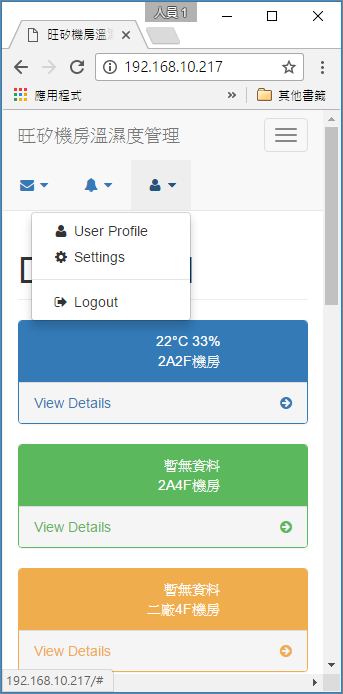 人員 1
旺矽機房溫濕度管
192.168.10.217
應用程式
»
其他書籤
旺矽機房溫濕度管理
User Profile
Settings
Logout
22°C 33%
2A2F機房
View Details
暫無資料
2A4F機房
View Details
暫無資料
二廠4F機房
View Details
192.168.10.217/#